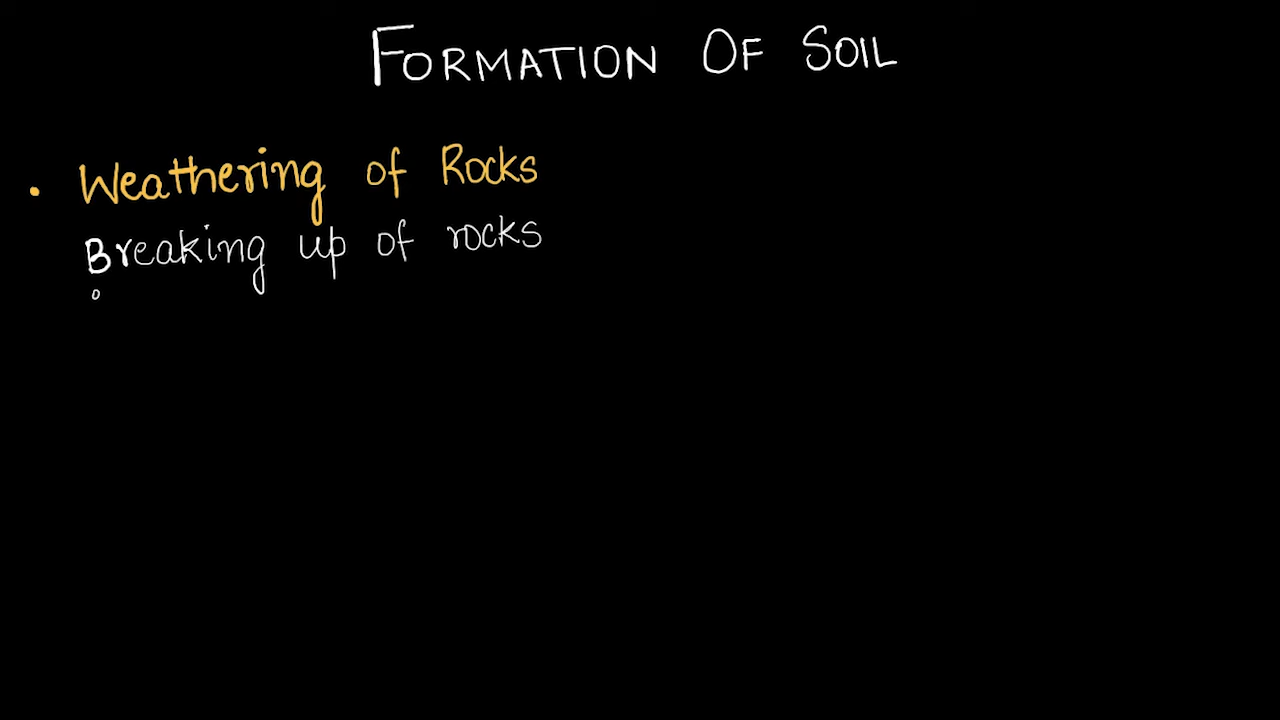 FORMATION OF SOIL
• Weathering of Rocks
Breaking up of rocks